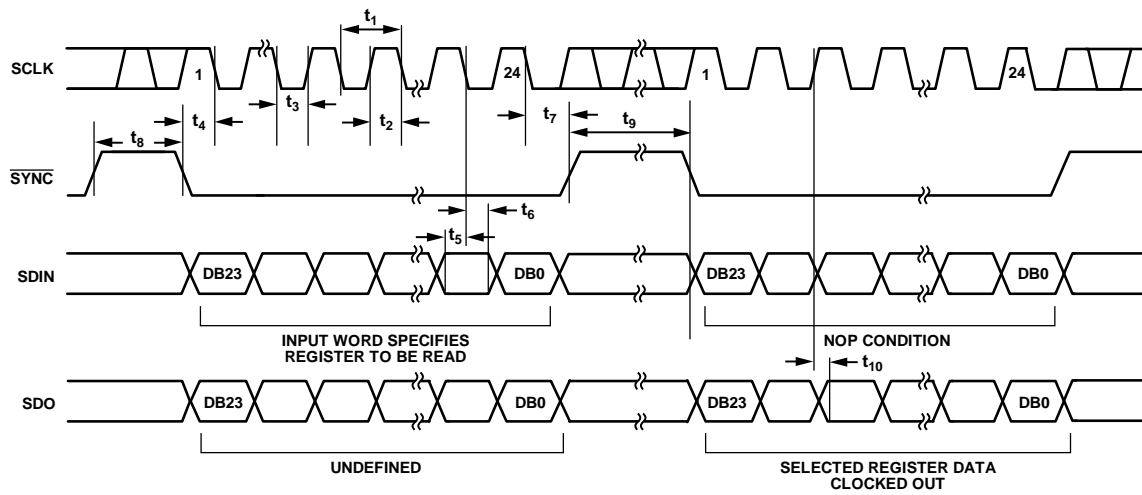 t1
SCLK
1
24
1
24
t3
t2
t4
t7
t9
t8
SYNC
t6
t5
SDIN
DB23
DB0
DB23
DB0
INPUT WORD SPECIFIES
REGISTER TO BE READ
NOP CONDITION
t10
SDO
DB23
DB0
DB23
DB0
UNDEFINED
SELECTED REGISTER DATA
CLOCKED OUT